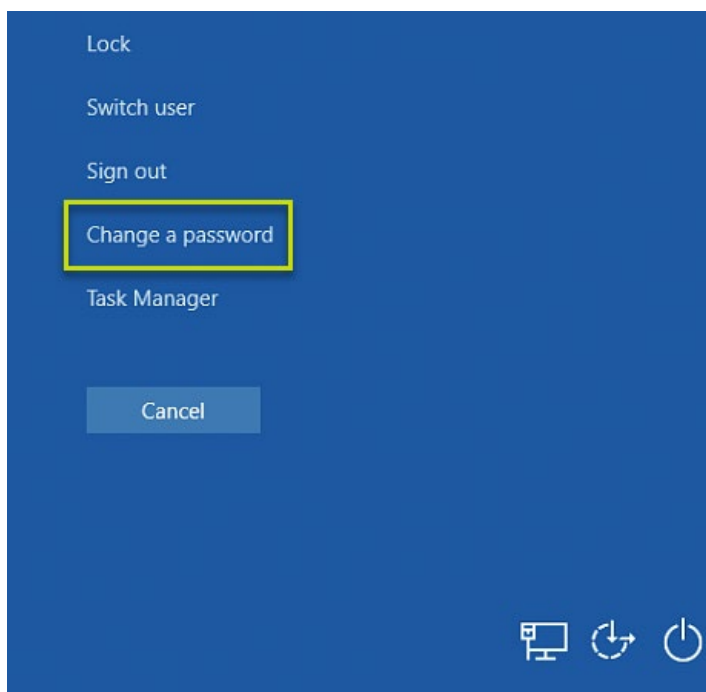 Lock
Switch user
Sign out
Change a password
Task Manager
Cancel